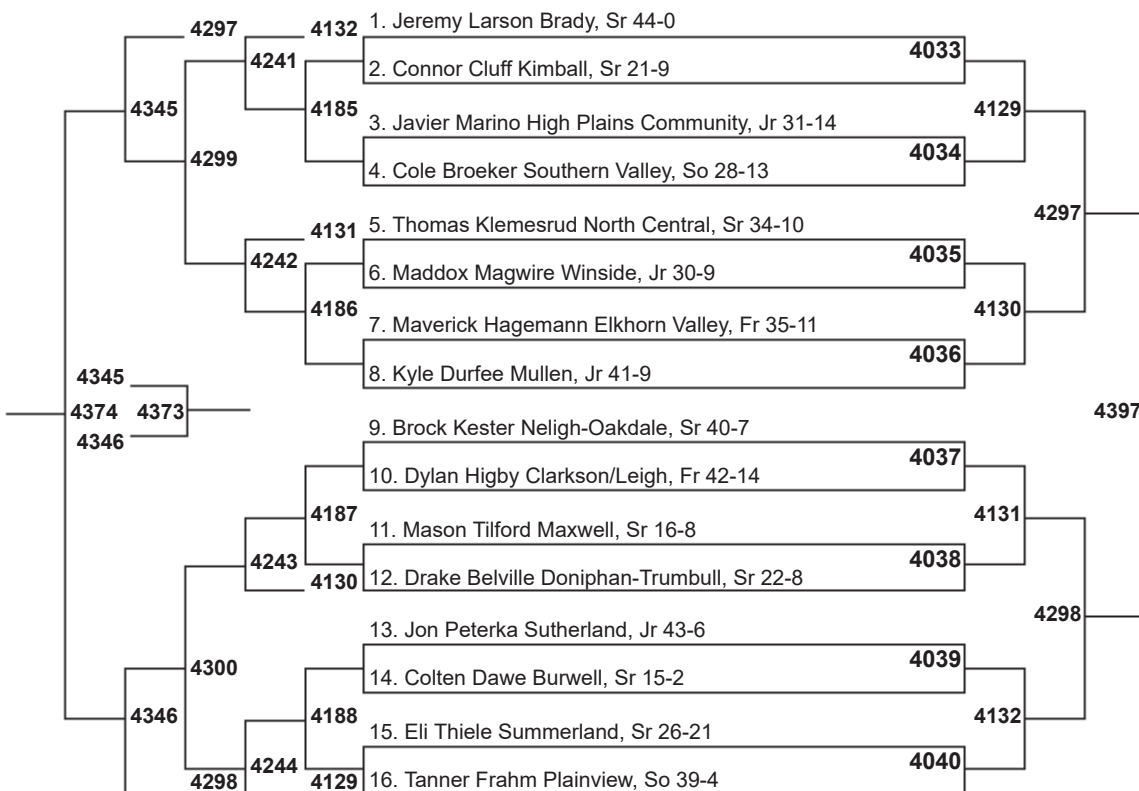 4297 4132 1. Jeremy Larson Brady, Sr 44-0
4033
4241
2. Connor Cluff Kimball, Sr 21-9
4345 4185 4129
3. Javier Marino High Plains Community, Jr 31-14
4034
4299
4. Cole Broeker Southern Valley, So 28-13
4297
4131 5. Thomas Klemesrud North Central, Sr 34-10
4035
4242
6. Maddox Magwire Winside, Jr 30-9
4186 4130
7. Maverick Hagemann Elkhorn Valley, Fr 35-11
4036
4345
8. Kyle Durfee Mullen, Jr 41-9
4374 4373 4397
4346
9. Brock Kester Neligh-Oakdale, Sr 40-7
4037
10. Dylan Higby Clarkson/Leigh, Fr 42-14
4187 4131
11. Mason Tilford Maxwell, Sr 16-8
4038
4243
4130 12. Drake Belville Doniphan-Trumbull, Sr 22-8
4298
13. Jon Peterka Sutherland, Jr 43-6
4039
4300
14. Colten Dawe Burwell, Sr 15-2
4346 4188 4132
15. Eli Thiele Summerland, Sr 26-21
4040
4244
4298 4129 16. Tanner Frahm Plainview, So 39-4